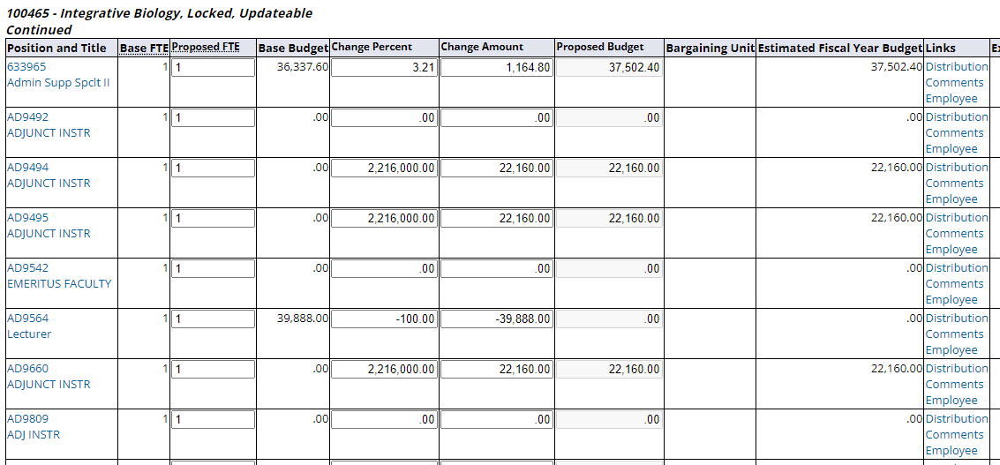 100465 - Integrative Biology, Locked, Updateable
Continued
Position and Title Base FTE Proposed FTE Base Budget Change Percent Change Amount Proposed Budget Bargaining Unit Estimated Fiscal Year Budget Links
633965 1 1 36,337.60 3.21 1,164.80 37,502.40 37,502.40 Distribution
Admin Supp Spclt II Comments
Employee
AD9492 1 1 .00 .00 .00 .00 .00 Distribution
ADJUNCT INSTR Comments
Employee
AD9494 1 1 .00 2,216,000.00 22,160.00 22,160.00 22,160.00 Distribution
ADJUNCT INSTR Comments
Employee
AD9495 1 1 .00 2,216,000.00 22,160.00 22,160.00 22,160.00 Distribution
ADJUNCT INSTR Comments
Employee
AD9542 1 1 .00 .00 .00 .00 .00 Distribution
EMERITUS FACULTY Comments
Employee
AD9564 1 1 39,888.00 -100.00 -39,888.00 .00 .00 Distribution
Lecturer Comments
Employee
AD9660 1 1 .00 2,216,000.00 22,160.00 22,160.00 22,160.00 Distribution
ADJUNCT INSTR Comments
Employee
AD9809 1 1 .00 .00 .00 .00 .00 Distribution
ADJ INSTR Comments
Employee